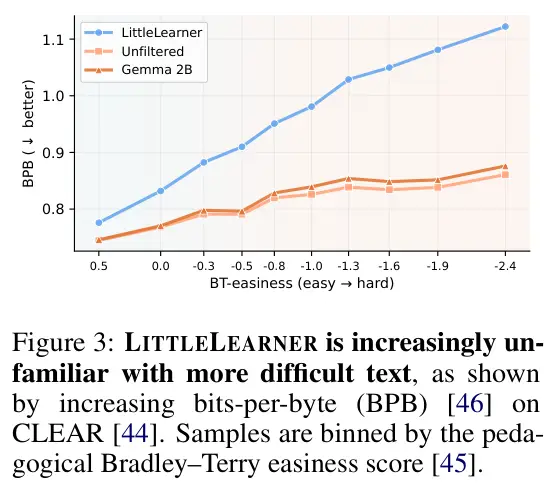 LittleLearner
Unfiltered
Gemma 2B
BPB (↓ better)
1.1
1.0
0.9
0.8
0.5 0.0 -0.3 -0.5 -0.8 -1.0 -1.3 -1.6 -1.9 -2.4
BT-easiness (easy → hard)
Figure 3: LITTLELEARNER is increasingly un-
familiar with more difficult text, as shown
by increasing bits-per-byte (BPB) [46] on
CLEAR [44]. Samples are binned by the peda-
gogical Bradley–Terry easiness score [45].